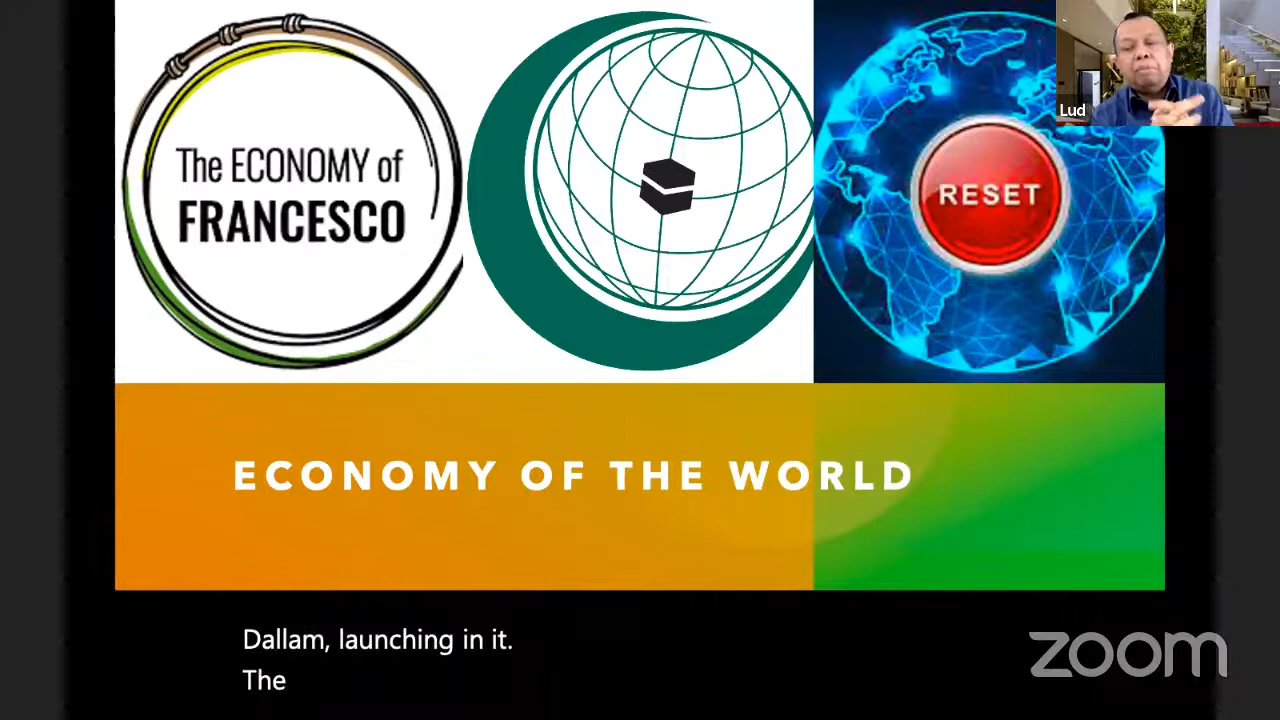 The ECONOMY of
FRANCESCO
RESET
Lud
ECONOMY OF THE WORLD
Dallam, launching in it.
The
zoom